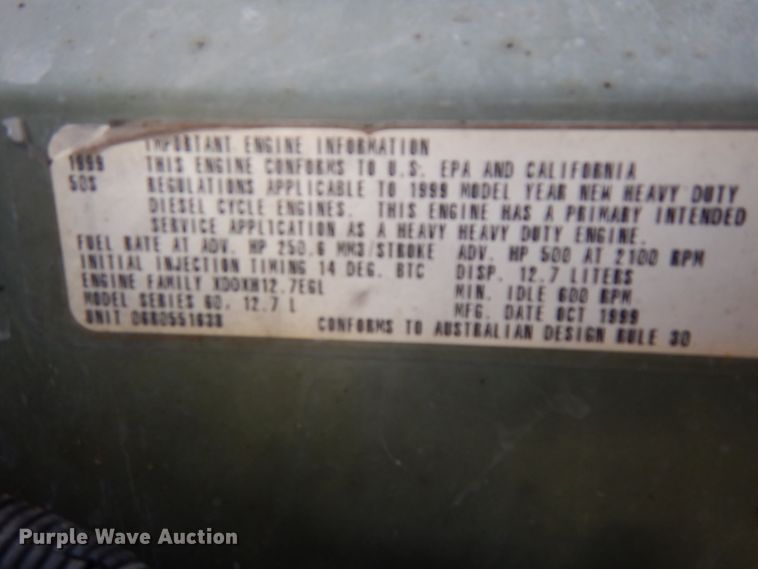 IMPORTANT ENGINE INFORMATION
1999 THIS ENGINE CONFORMS TO U.S. EPA AND CALIFORNIA
50S REGULATIONS APPLICABLE TO 1999 MODEL YEAR NEW HEAVY DUTY
DIESEL CYCLE ENGINES. THIS ENGINE HAS A PRIMARY INTENDED
SERVICE APPLICATION AS A HEAVY HEAVY DUTY ENGINE.
FUEL RATE AT ADV. HP 250.6 MM3/STROKE ADV. HP 500 AT 2100 RPM
INITIAL INJECTION TIMING 14 DEG. BTC DISP. 12.7 LITERS
ENGINE FAMILY XDDXH12.7EGL MIN. IDLE 600 RPM
MODEL SERIES 60, 12.7 L MFG. DATE OCT 1999
UNIT 06R0551638 CONFORMS TO AUSTRALIAN DESIGN RULE 30
Purple Wave Auction